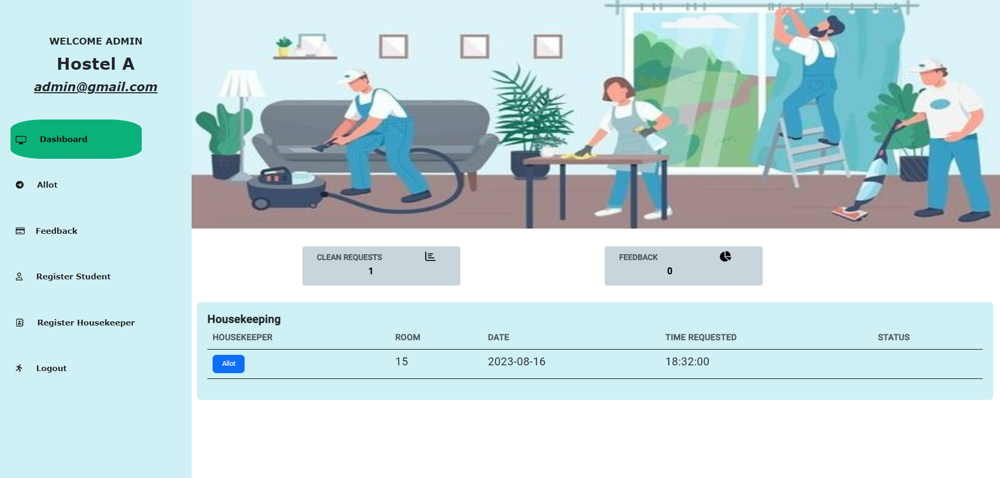 WELCOME ADMIN
Hostel A
admin@gmail.com
Dashboard
Allot
Feedback
Register Student
Register Housekeeper
Logout
CLEAN REQUESTS
1
FEEDBACK
0
Housekeeping
HOUSEKEEPER ROOM DATE TIME REQUESTED STATUS
Allot 15 2023-08-16 18:32:00